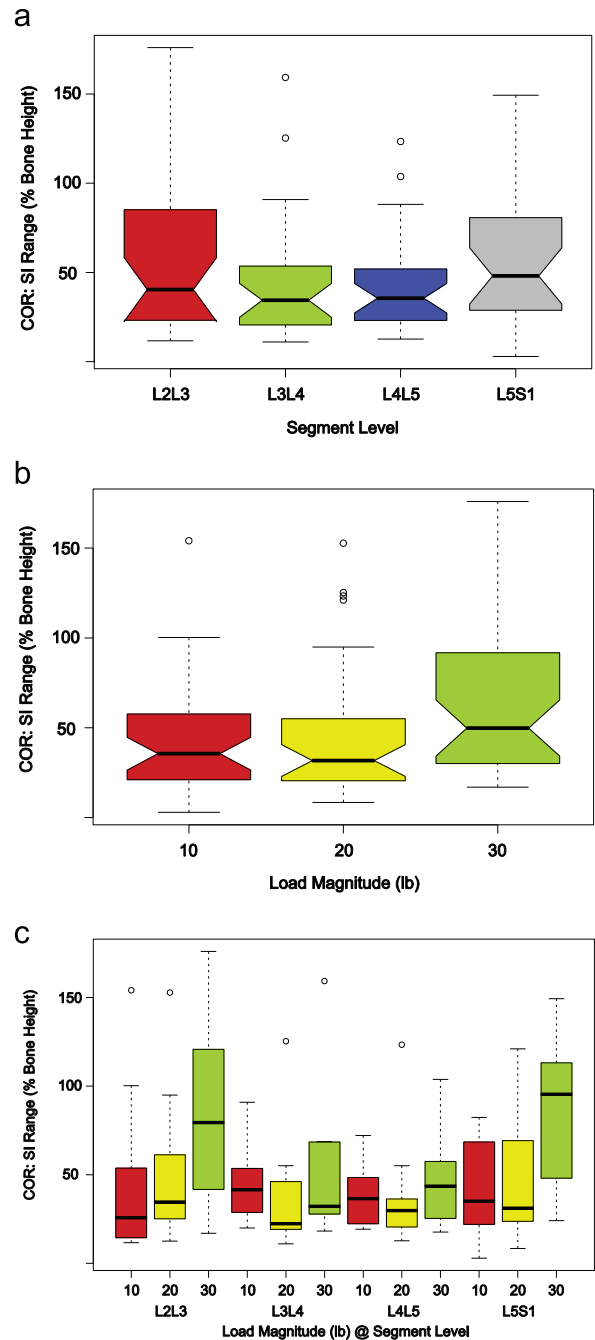 a
COR: SI Range (% Bone Height)
150
100
50
L2L3 L3L4 L4L5 L5S1
Segment Level
b
COR: SI Range (% Bone Height)
150
100
50
10 20 30
Load Magnitude (lb)
c
COR: SI Range (% Bone Height)
150
100
50
10 20 30 10 20 30 10 20 30 10 20 30
L2L3 L3L4 L4L5 L5S1
Load Magnitude (lb) @ Segment Level